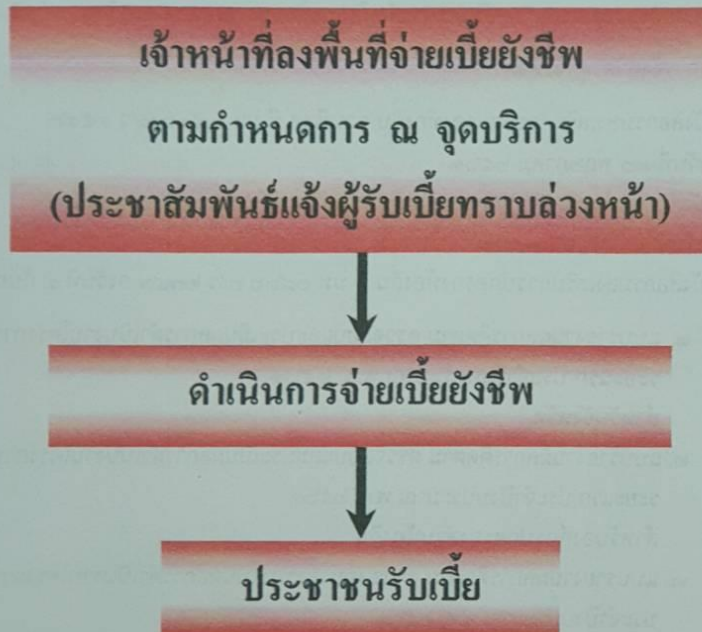 เจ้าหน้าที่ลงพื้นที่จ่ายเบี้ยยังชีพ
ตามกำหนดการ ณ จุดบริการ
(ประชาสัมพันธ์แจ้งผู้รับเบี้ยทราบล่วงหน้า)
ดำเนินการจ่ายเบี้ยยังชีพ
ประชาชนรับเบี้ย